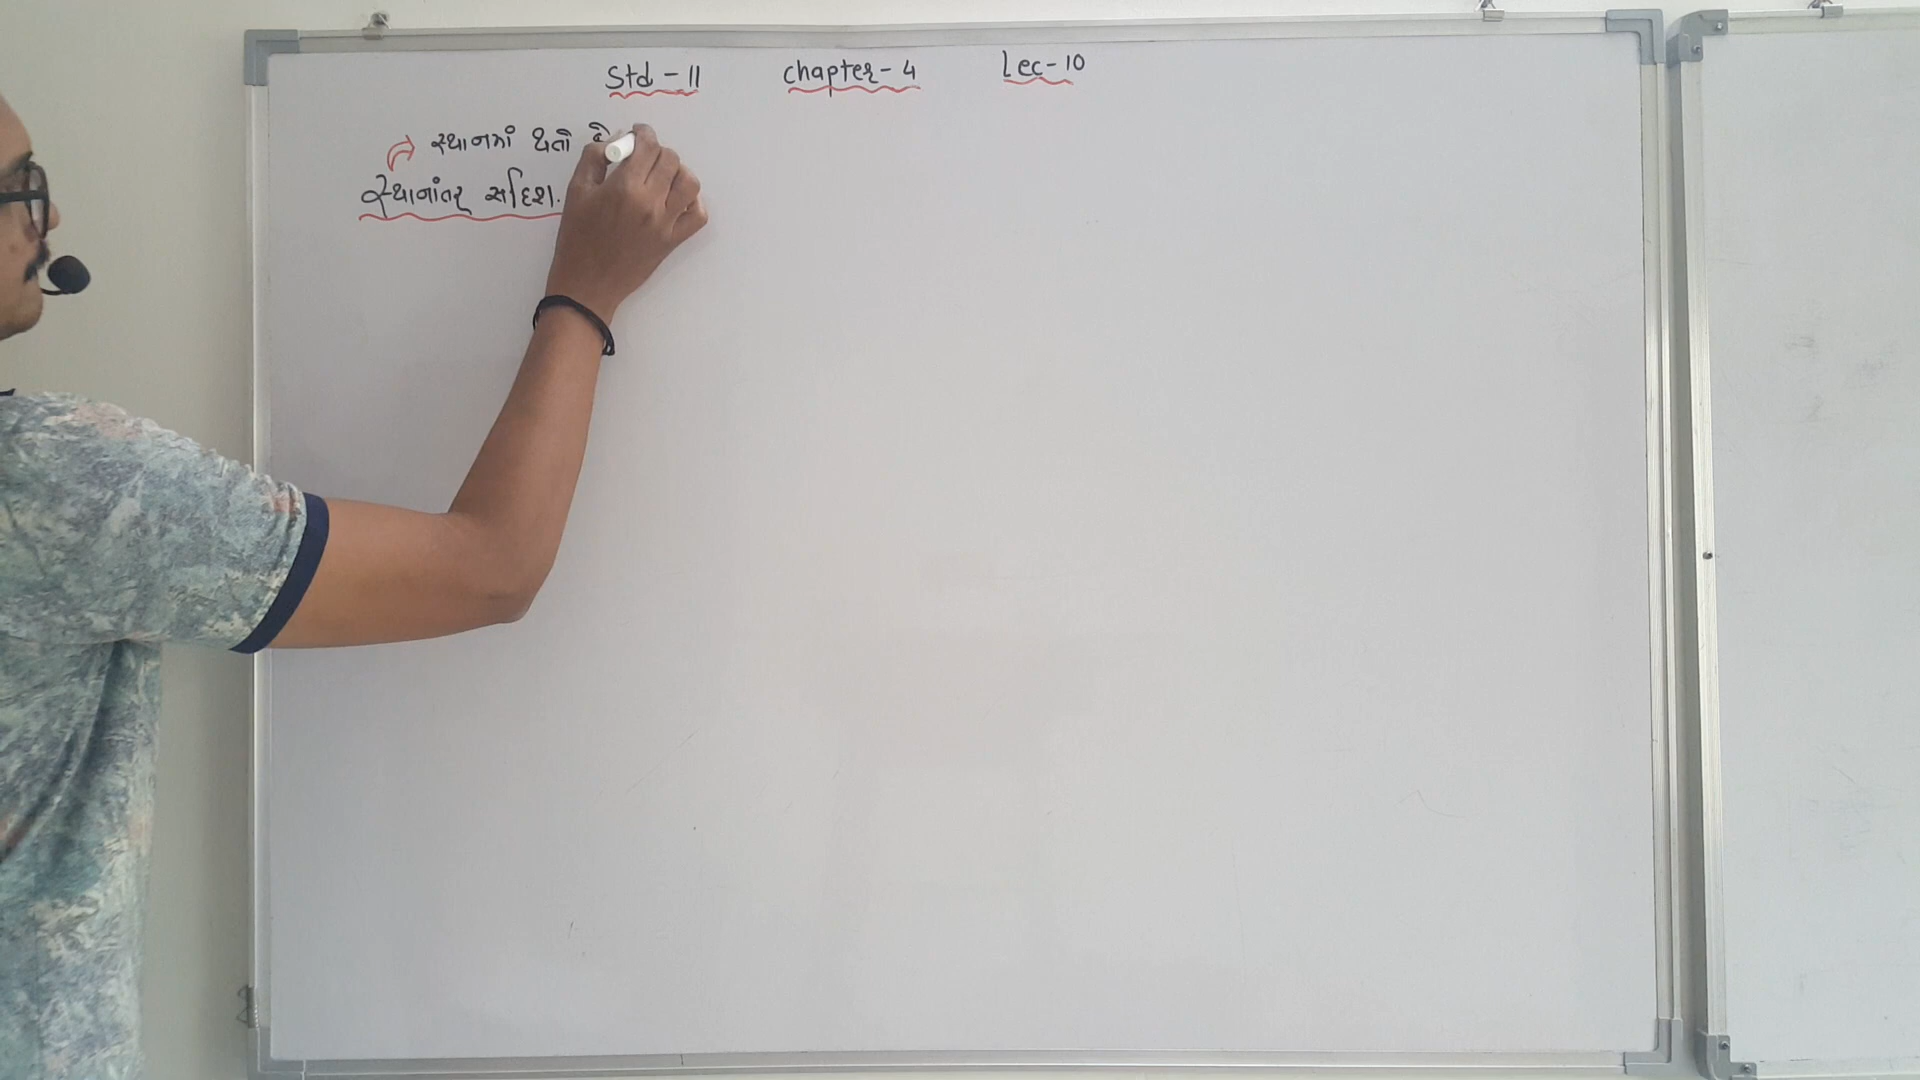 Std - 11 Chapter - 4 Lec - 10
સ્થાનમાં થતો
સ્થાનાંતર સદિશ.